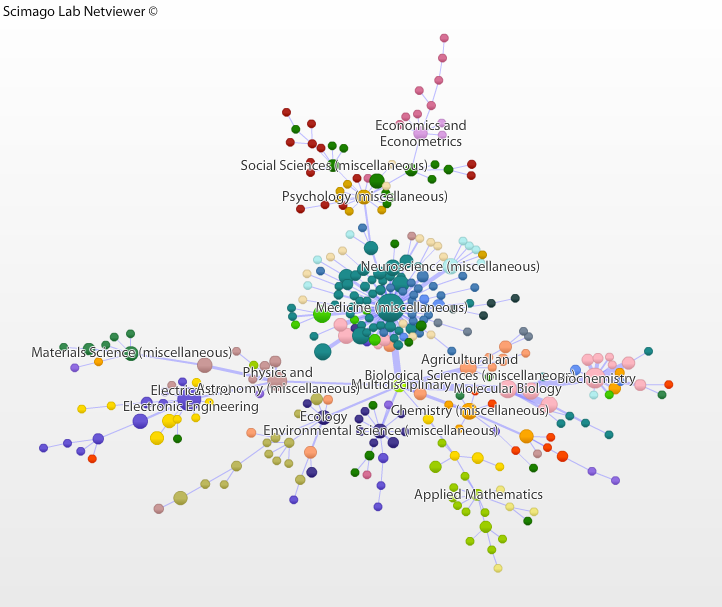 Scimago Lab Netviewer ©
Economics and
Econometrics
Social Sciences (miscellaneous)
Psychology (miscellaneous)
Neuroscience (miscellaneous)
Medicine (miscellaneous)
Materials Science (miscellaneous)
Agricultural and
Biological Sciences (miscellaneous)
Physics and
Astronomy (miscellaneous)
Multidisciplinary
Biochemistry
Molecular Biology
Electronic Engineering
Chemistry (miscellaneous)
Ecology
Environmental Science (miscellaneous)
Applied Mathematics